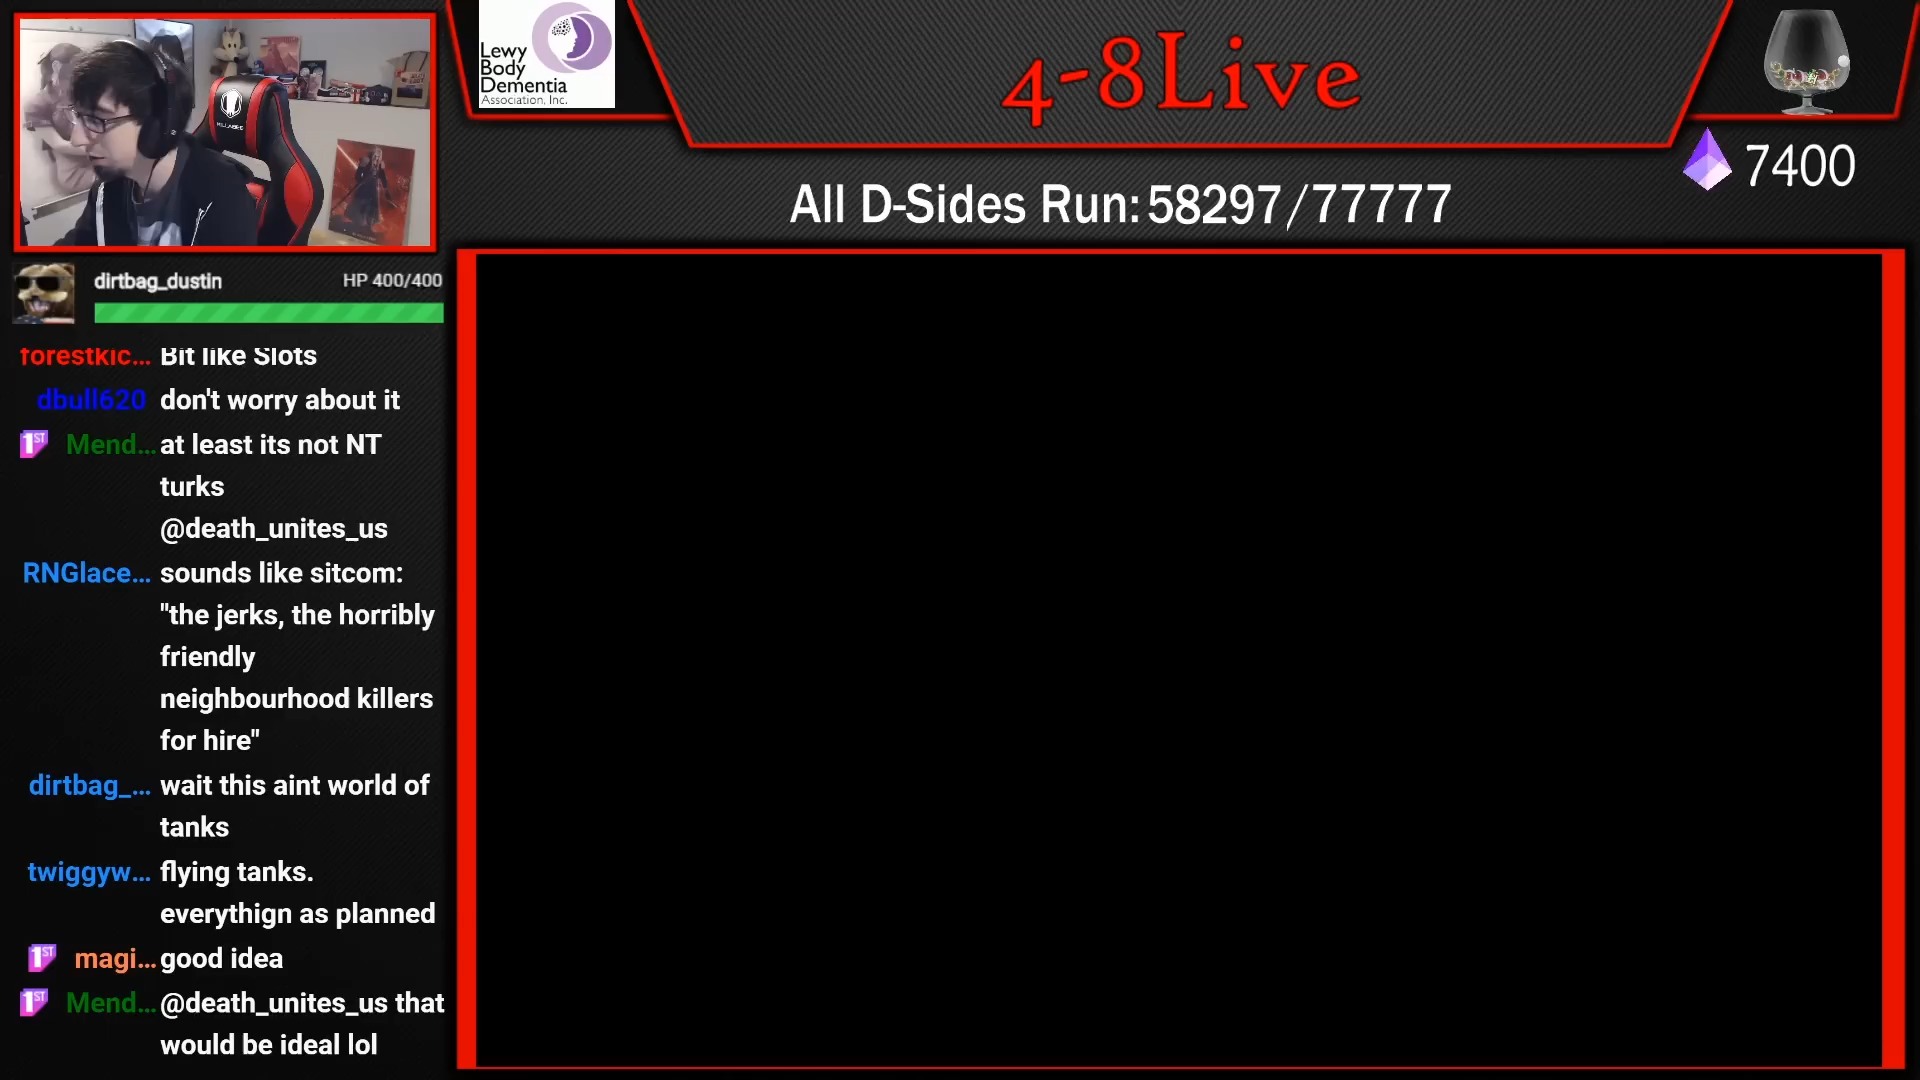 Lewy
Body
Dementia
Association, Inc.
4-8Live
7400
All D-Sides Run:58297/77777
dirtbag_dustin HP 400/400
forestkic... Bit like Slots
dbull620 don't worry about it
1ST Mend... at least its not NT
turks
@death_unites_us
RNGlace... sounds like sitcom:
"the jerks, the horribly
friendly
neighbourhood killers
for hire"
dirtbag_... wait this aint world of
tanks
twiggyw... flying tanks.
everythign as planned
1ST magi... good idea
1ST Mend... @death_unites_us that
would be ideal lol